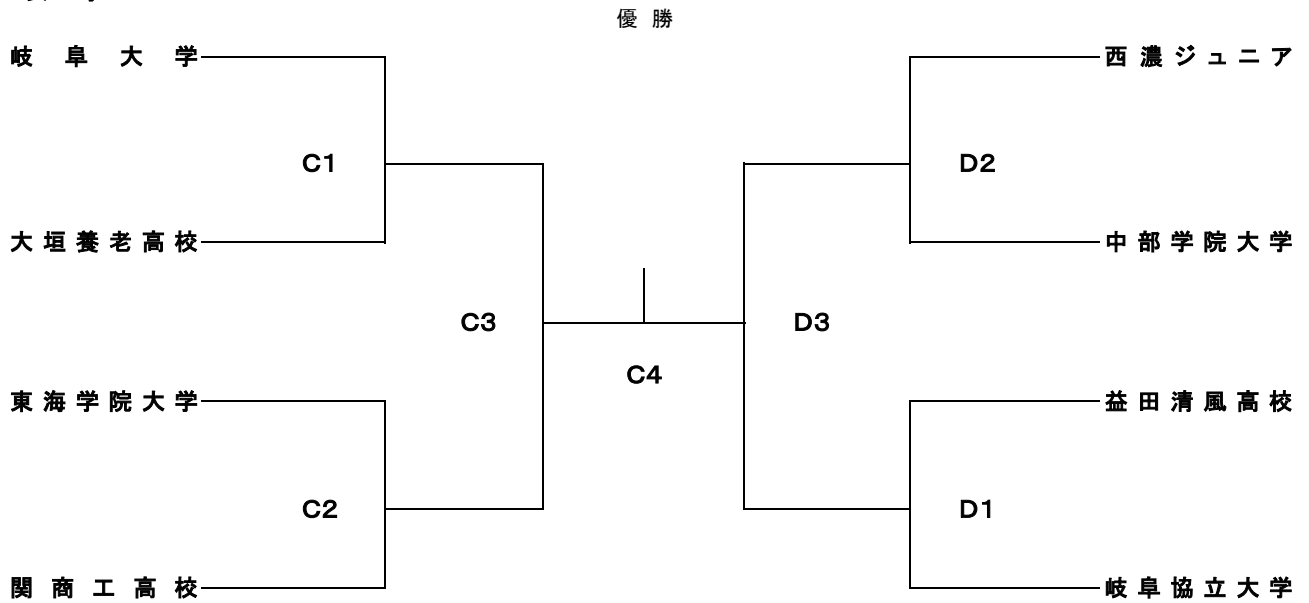 優勝
岐阜大学
西濃ジュニア
C1
D2
大垣養老高校
中部学院大学
C3
D3
C4
東海学院大学
益田清風高校
C2
D1
関商工高校
岐阜協立大学